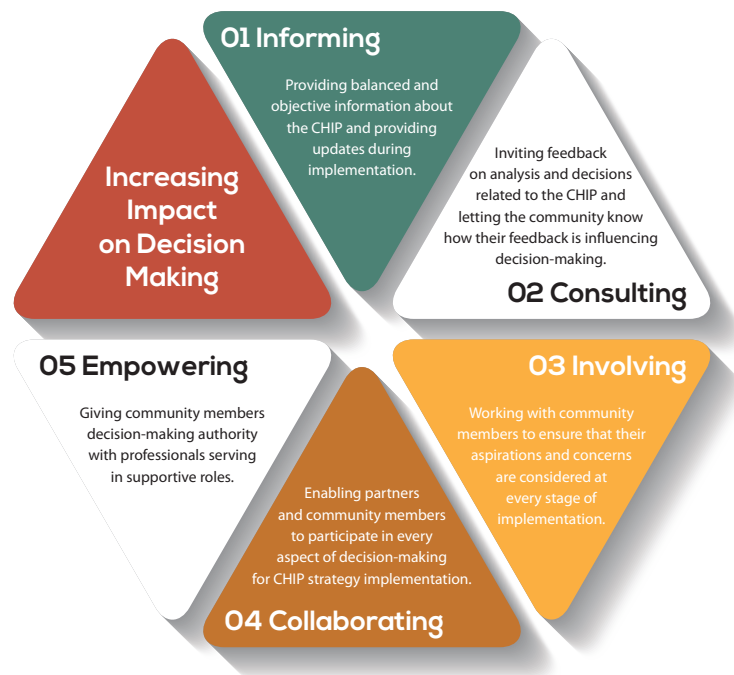 Increasing
Impact
on Decision
Making
01 Informing
Providing balanced and
objective information about
the CHIP and providing
updates during
implementation.
Inviting feedback
on analysis and decisions
related to the CHIP and
letting the community know
how their feedback is influencing
decision-making.
02 Consulting
03 Involving
Working with community
members to ensure that their
aspirations and concerns
are considered at
every stage of
implementation.
Enabling partners
and community members
to participate in every
aspect of decision-making
for CHIP strategy implementation.
04 Collaborating
05 Empowering
Giving community members
decision-making authority
with professionals serving
in supportive roles.